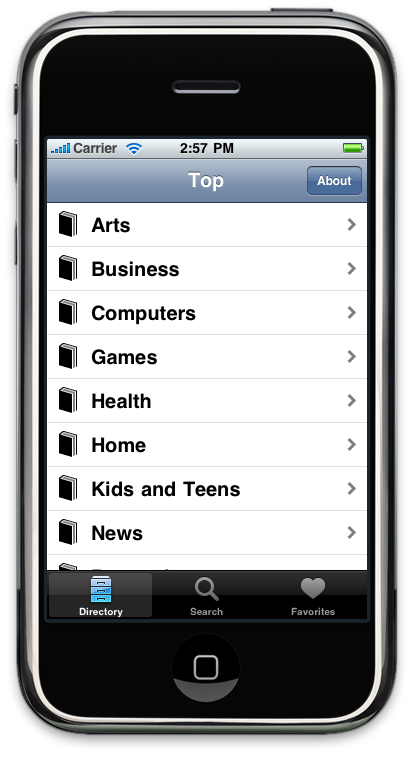 Carrier 2:57 PM
Top About
Arts
Business
Computers
Games
Health
Home
Kids and Teens
News
Directory Search Favorites